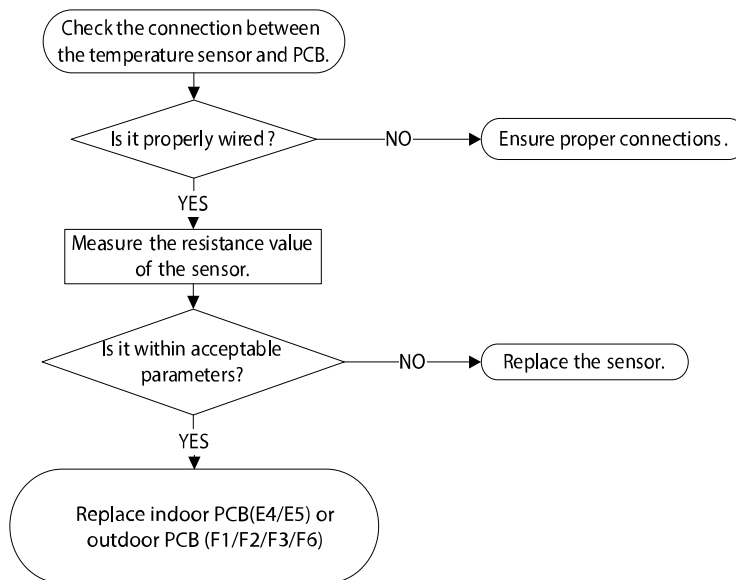 Check the connection between
the temperature sensor and PCB.
Is it properly wired?
NO
Ensure proper connections.
YES
Measure the resistance value
of the sensor.
Is it within acceptable
parameters?
NO
Replace the sensor.
YES
Replace indoor PCB(E4/E5) or
outdoor PCB (F1/F2/F3/F6)